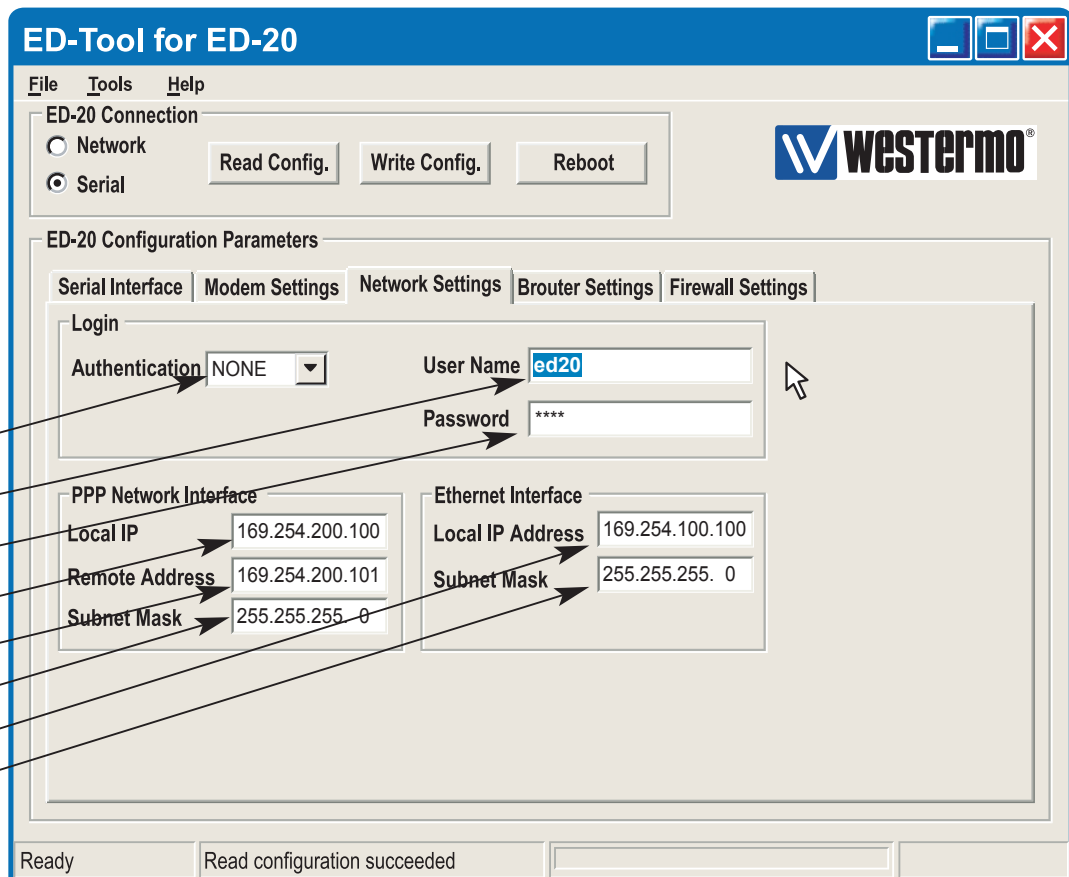 ED-Tool for ED-20
File Tools Help
ED-20 Connection
Network
Serial
Read Config. Write Config. Reboot
Westermo®
ED-20 Configuration Parameters
Serial Interface Modem Settings Network Settings Brouter Settings Firewall Settings
Login
Authentication NONE User Name ed20
Password ****
PPP Network Interface
Local IP 169.254.200.100
Remote Address 169.254.200.101
Subnet Mask 255.255.255. 0
Ethernet Interface
Local IP Address 169.254.100.100
Subnet Mask 255.255.255. 0
Ready Read configuration succeeded